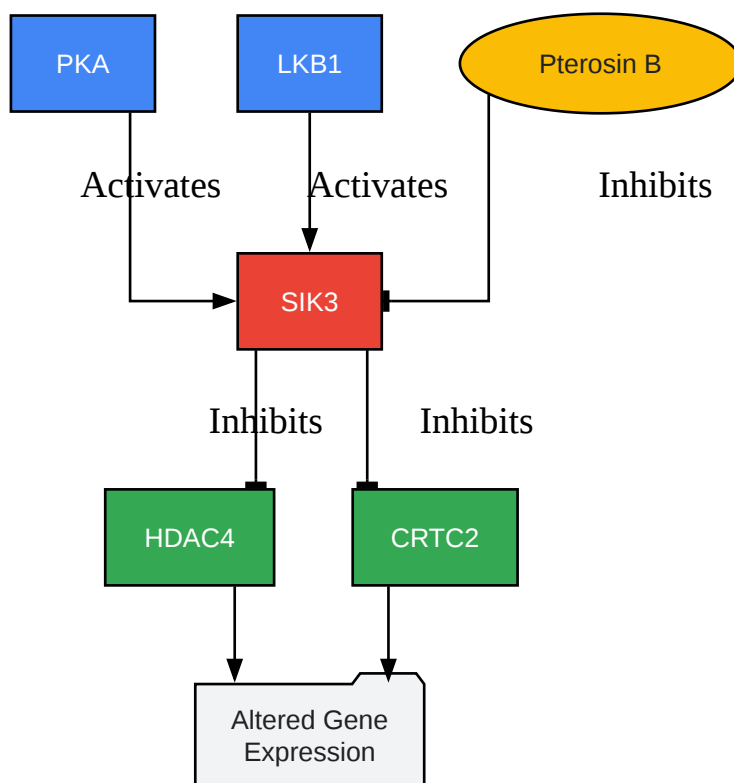 PKA
LKB1
Pterosin B
Activates
Activates
Inhibits
SIK3
Inhibits
Inhibits
HDAC4
CRTC2
Altered Gene
Expression